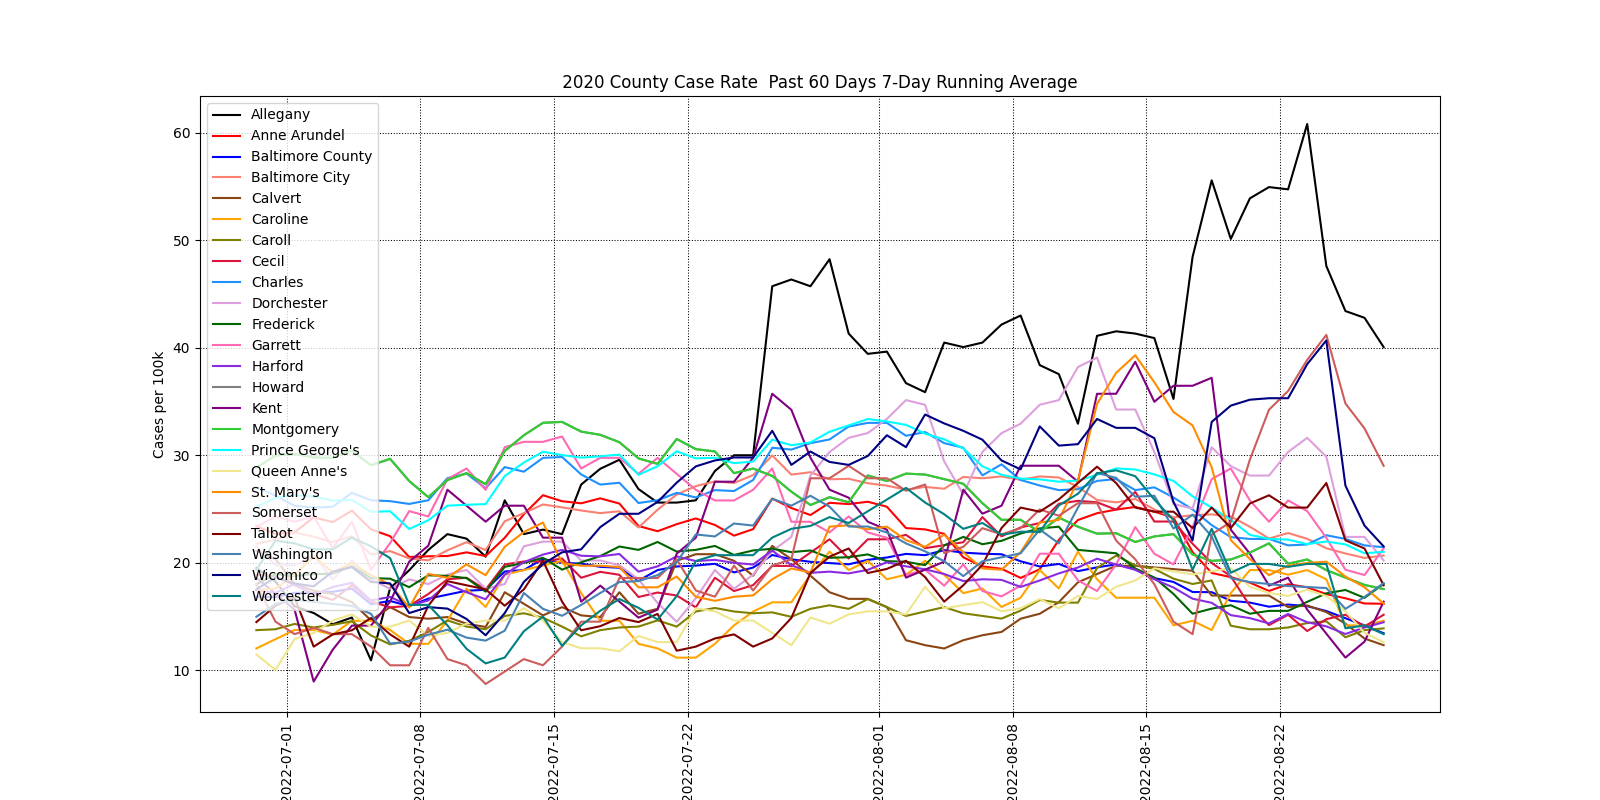 2020 County Case Rate  Past 60 Days 7-Day Running Average
Cases per 100k
60
50
40
30
20
10
Allegany
Anne Arundel
Baltimore County
Baltimore City
Calvert
Caroline
Caroll
Cecil
Charles
Dorchester
Frederick
Garrett
Harford
Howard
Kent
Montgomery
Prince George's
Queen Anne's
St. Mary's
Somerset
Talbot
Washington
Wicomico
Worcester
2022-07-01
2022-07-08
2022-07-15
2022-07-22
2022-08-01
2022-08-08
2022-08-15
2022-08-22